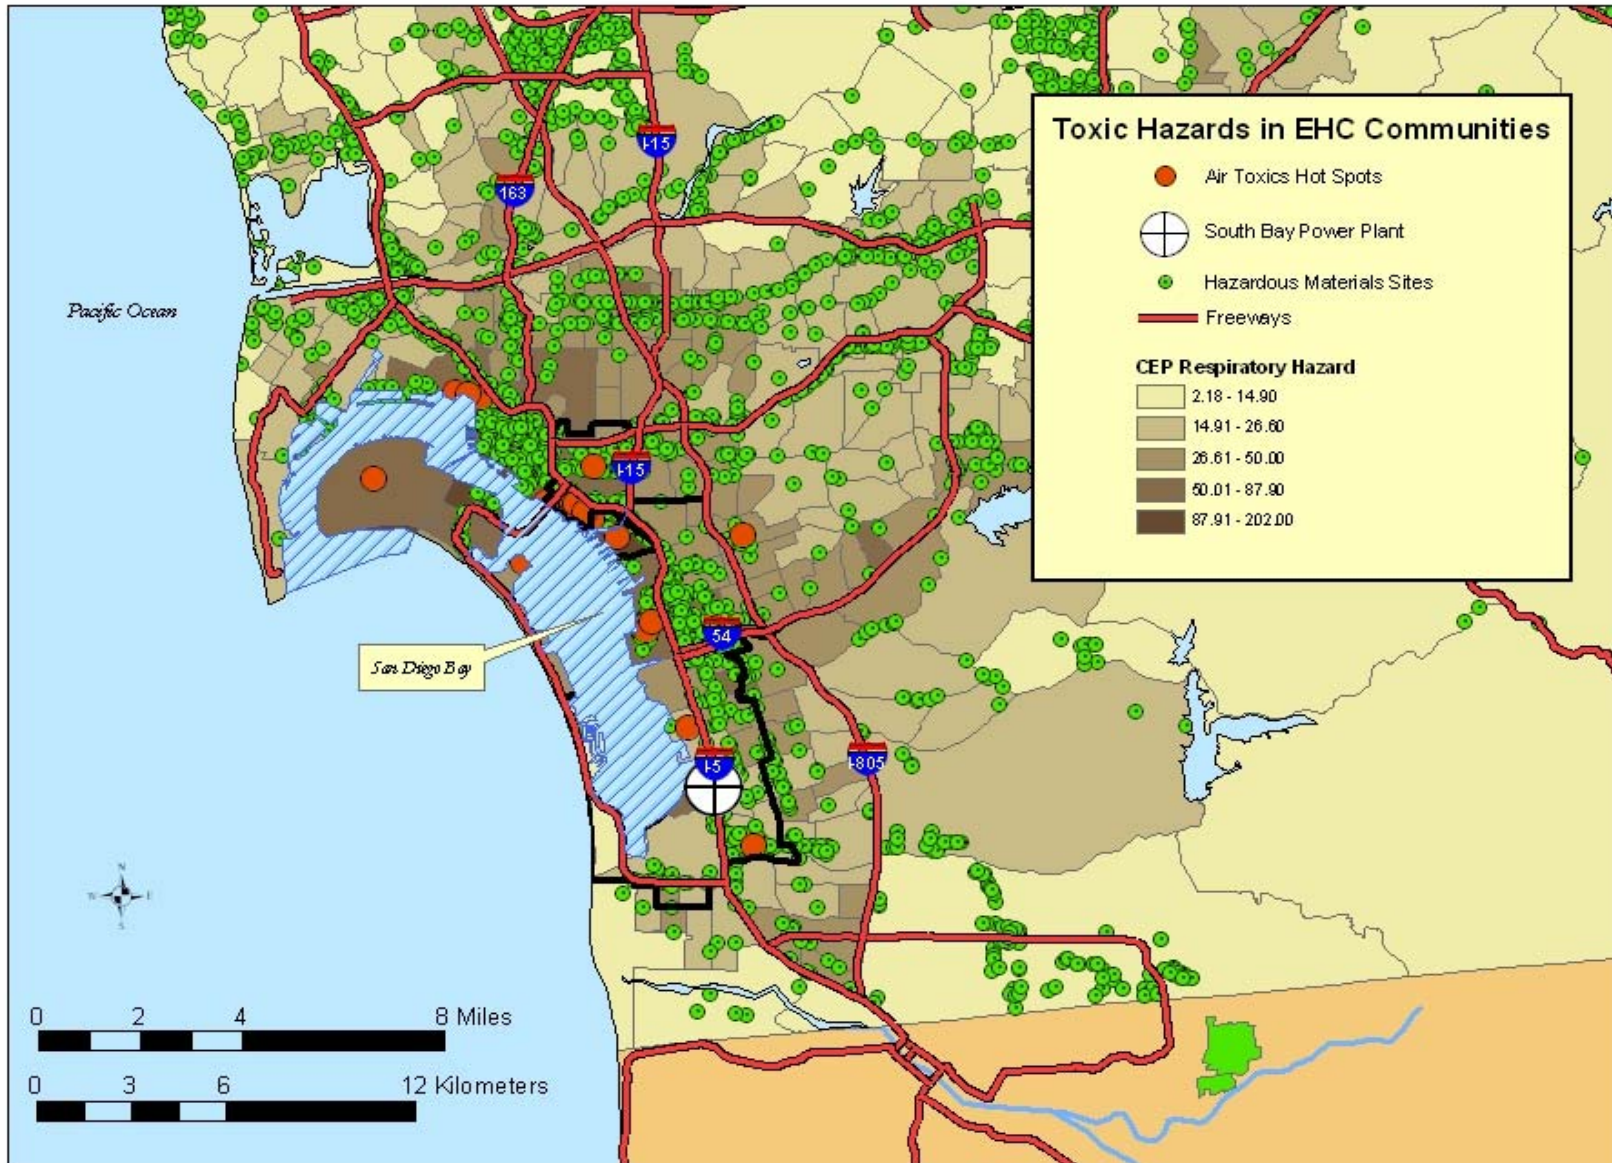 Toxic Hazards in EHC Communities
Air Toxics Hot Spots
South Bay Power Plant
Hazardous Materials Sites
Freeways
CEP Respiratory Hazard
2.18 - 14.90
14.91 - 26.60
26.61 - 50.00
50.01 - 87.90
87.91 - 202.00
I-15
163
Pacific Ocean
I-15
54
San Diego Bay
I-5
I-805
N
W E
S
0 2 4 8 Miles
0 3 6 12 Kilometers